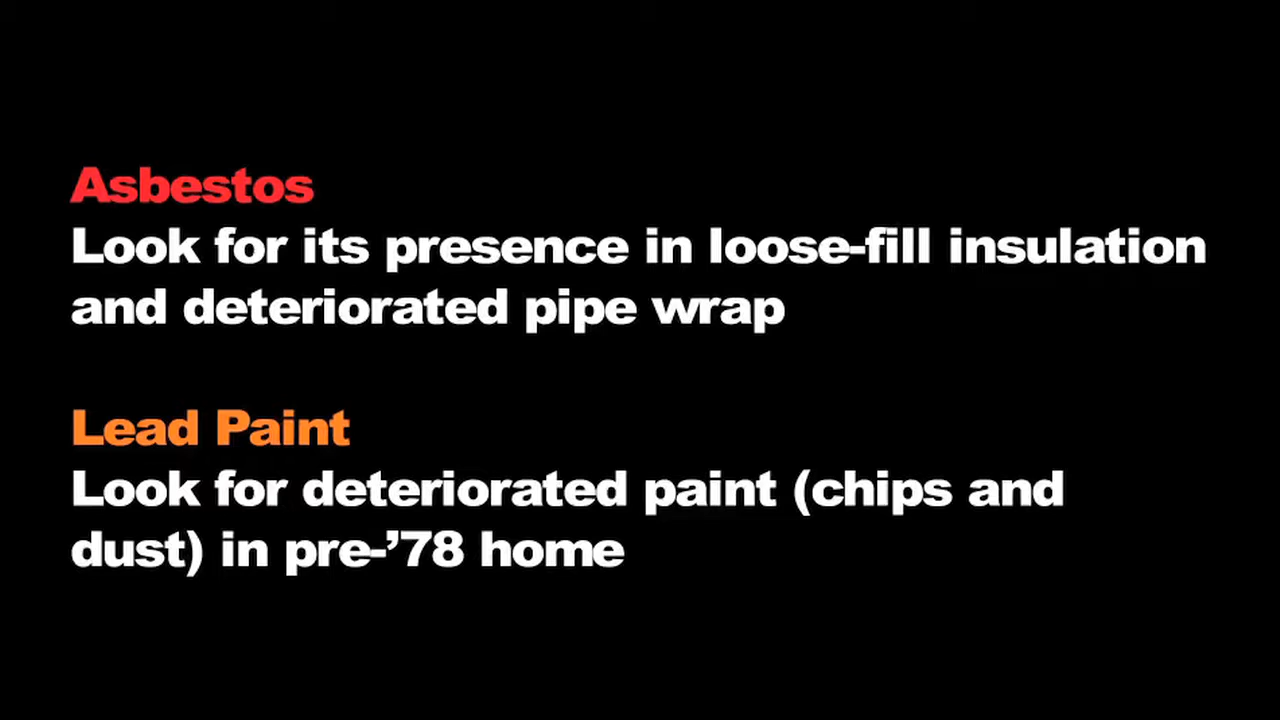 Asbestos
Look for its presence in loose-fill insulation
and deteriorated pipe wrap
Lead Paint
Look for deteriorated paint (chips and
dust) in pre-’78 home